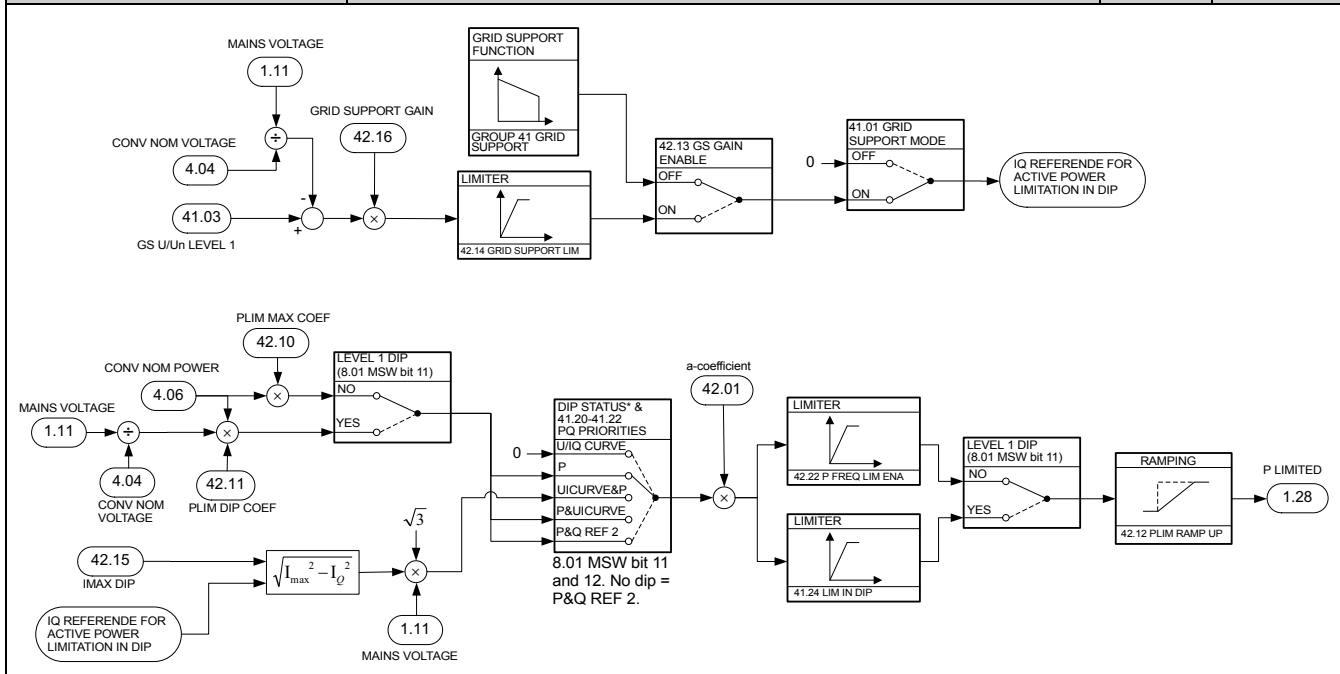 MAINS VOLTAGE
1.11
CONV NOM VOLTAGE
4.04
÷
41.03
GS U/Un LEVEL 1
-
+
GRID SUPPORT GAIN
42.16
×
GRID SUPPORT
FUNCTION
GROUP 41 GRID
SUPPORT
LIMITER
42.14 GRID SUPPORT LIM
42.13 GS GAIN
ENABLE
OFF
ON
41.01 GRID
SUPPORT MODE
0
OFF
ON
IQ REFERENDE FOR
ACTIVE POWER
LIMITATION IN DIP
PLIM MAX COEF
42.10
CONV NOM POWER
4.06
×
MAINS VOLTAGE
1.11
÷
×
4.04
CONV NOM
VOLTAGE
42.11
PLIM DIP COEF
LEVEL 1 DIP
(8.01 MSW bit 11)
NO
YES
42.15
IMAX DIP
IQ REFERENDE FOR
ACTIVE POWER
LIMITATION IN DIP
√Imax² – IQ²
√3
×
1.11
MAINS VOLTAGE
DIP STATUS* &
41.20-41.22
PQ PRIORITIES
0
U/IQ CURVE
P
UICURVE&P
P&UICURVE
P&Q REF 2
8.01 MSW bit 11
and 12. No dip =
P&Q REF 2.
a-coefficient
42.01
×
LIMITER
42.22 P FREQ LIM ENA
LIMITER
41.24 LIM IN DIP
LEVEL 1 DIP
(8.01 MSW bit 11)
NO
YES
RAMPING
42.12 PLIM RAMP UP
P LIMITED
1.28